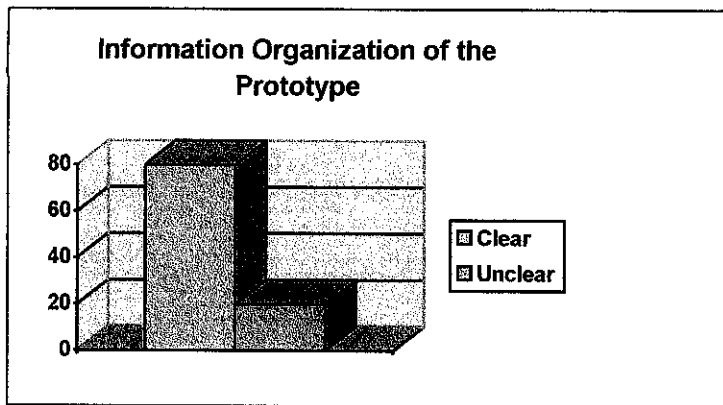 Information Organization of the
Prototype
80
60
40
20
0
Clear
Unclear